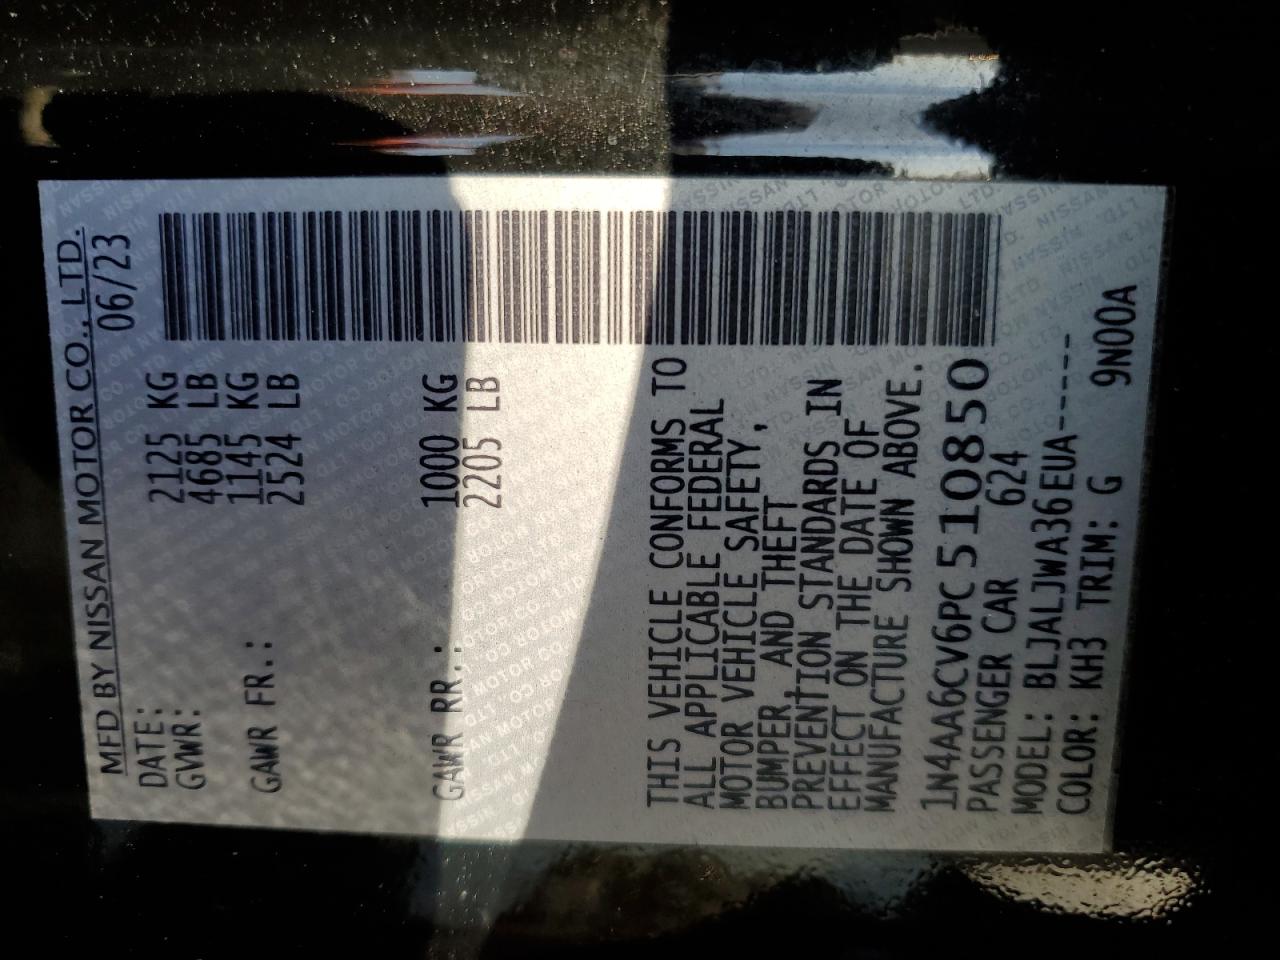 MFD BY NISSAN MOTOR CO., LTD.
DATE: 06/23
GVWR: 2125 KG
4685 LB
GAWR FR.: 1145 KG
2524 LB
GAWR RR.: 1000 KG
2205 LB
THIS VEHICLE CONFORMS TO
ALL APPLICABLE FEDERAL
MOTOR VEHICLE SAFETY,
BUMPER, AND THEFT
PREVENTION STANDARDS IN
EFFECT ON THE DATE OF
MANUFACTURE SHOWN ABOVE.
1N4AA6CV6PC510850
PASSENGER CAR 624
MODEL: BLJALJWA36EUA-----
COLOR: KH3 TRIM: G 9N00A